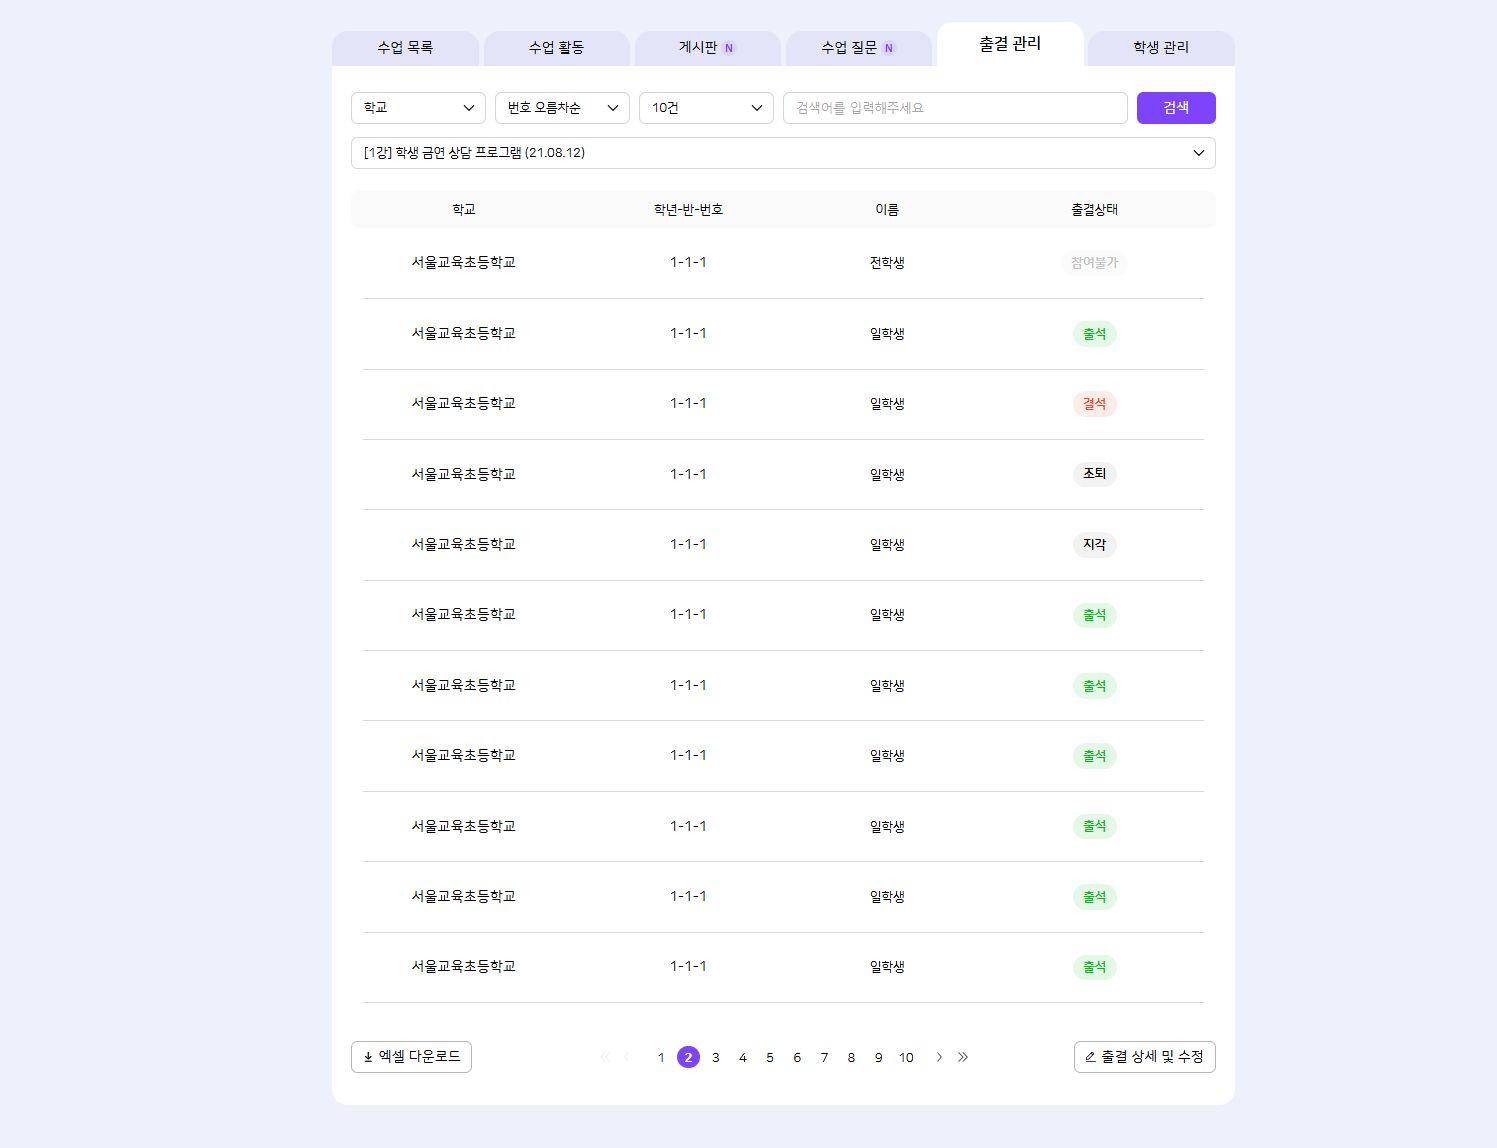 수업 목록 수업 활동 게시판 N 수업 질문 N 출결 관리 학생 관리
학교 번호 오름차순 10건 검색어를 입력해주세요 검색
[1강] 학생 금연 상담 프로그램 (21.08.12)
학교 학년-반-번호 이름 출결상태
서울교육초등학교 1-1-1 전학생 참여불가
서울교육초등학교 1-1-1 일학생 출석
서울교육초등학교 1-1-1 일학생 결석
서울교육초등학교 1-1-1 일학생 조퇴
서울교육초등학교 1-1-1 일학생 지각
서울교육초등학교 1-1-1 일학생 출석
서울교육초등학교 1-1-1 일학생 출석
서울교육초등학교 1-1-1 일학생 출석
서울교육초등학교 1-1-1 일학생 출석
서울교육초등학교 1-1-1 일학생 출석
서울교육초등학교 1-1-1 일학생 출석
엑셀 다운로드 1 2 3 4 5 6 7 8 9 10 출결 상세 및 수정